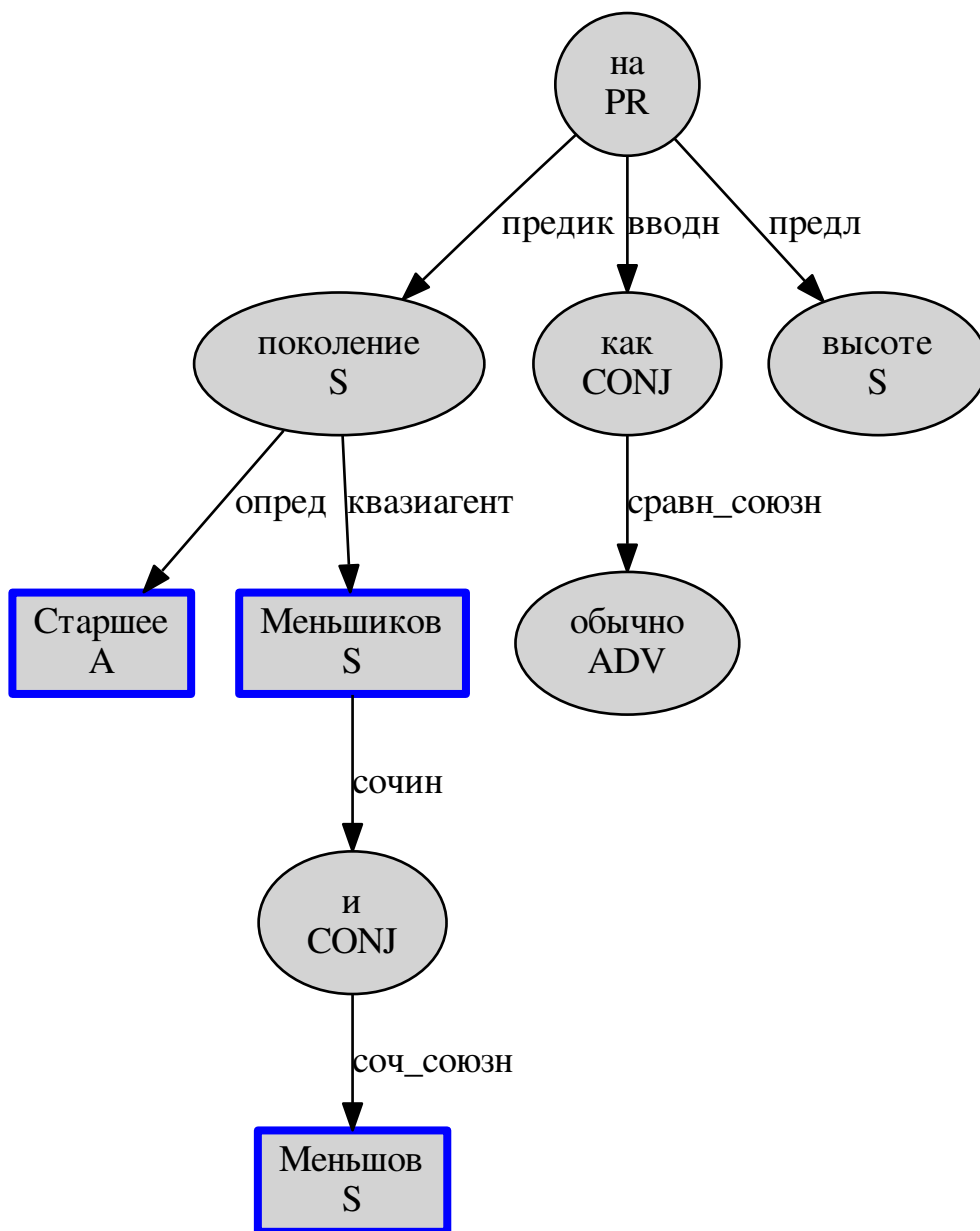 на
PR
предик
вводн
предл
поколение
S
как
CONJ
высоте
S
опред
квазиагент
сравн_союзн
Старшее
A
Меньшиков
S
обычно
ADV
сочин
и
CONJ
соч_союзн
Меньшов
S